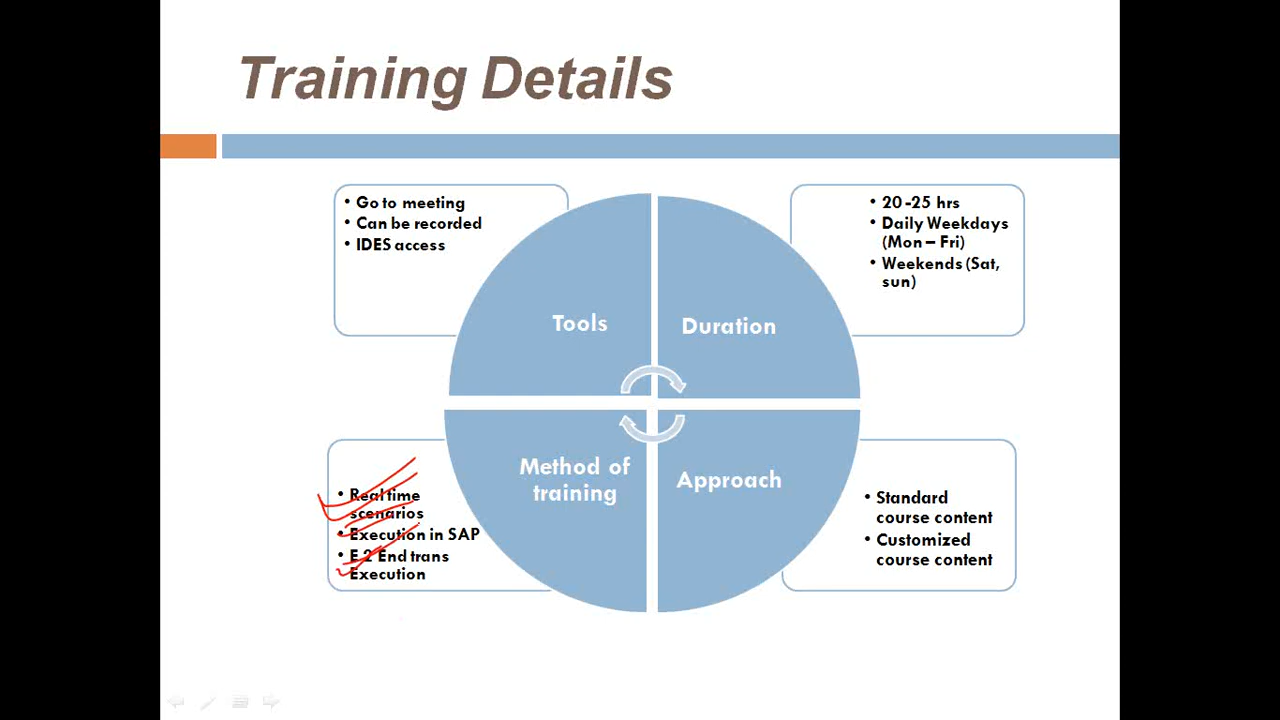 Training Details
• Go to meeting
• Can be recorded
• IDES access
• 20-25 hrs
• Daily Weekdays
(Mon – Fri)
• Weekends (Sat,
sun)
Tools
Duration
Method of
training
Approach
• Real time
scenarios
• Execution in SAP
• E 2 End trans
Execution
• Standard
course content
• Customized
course content